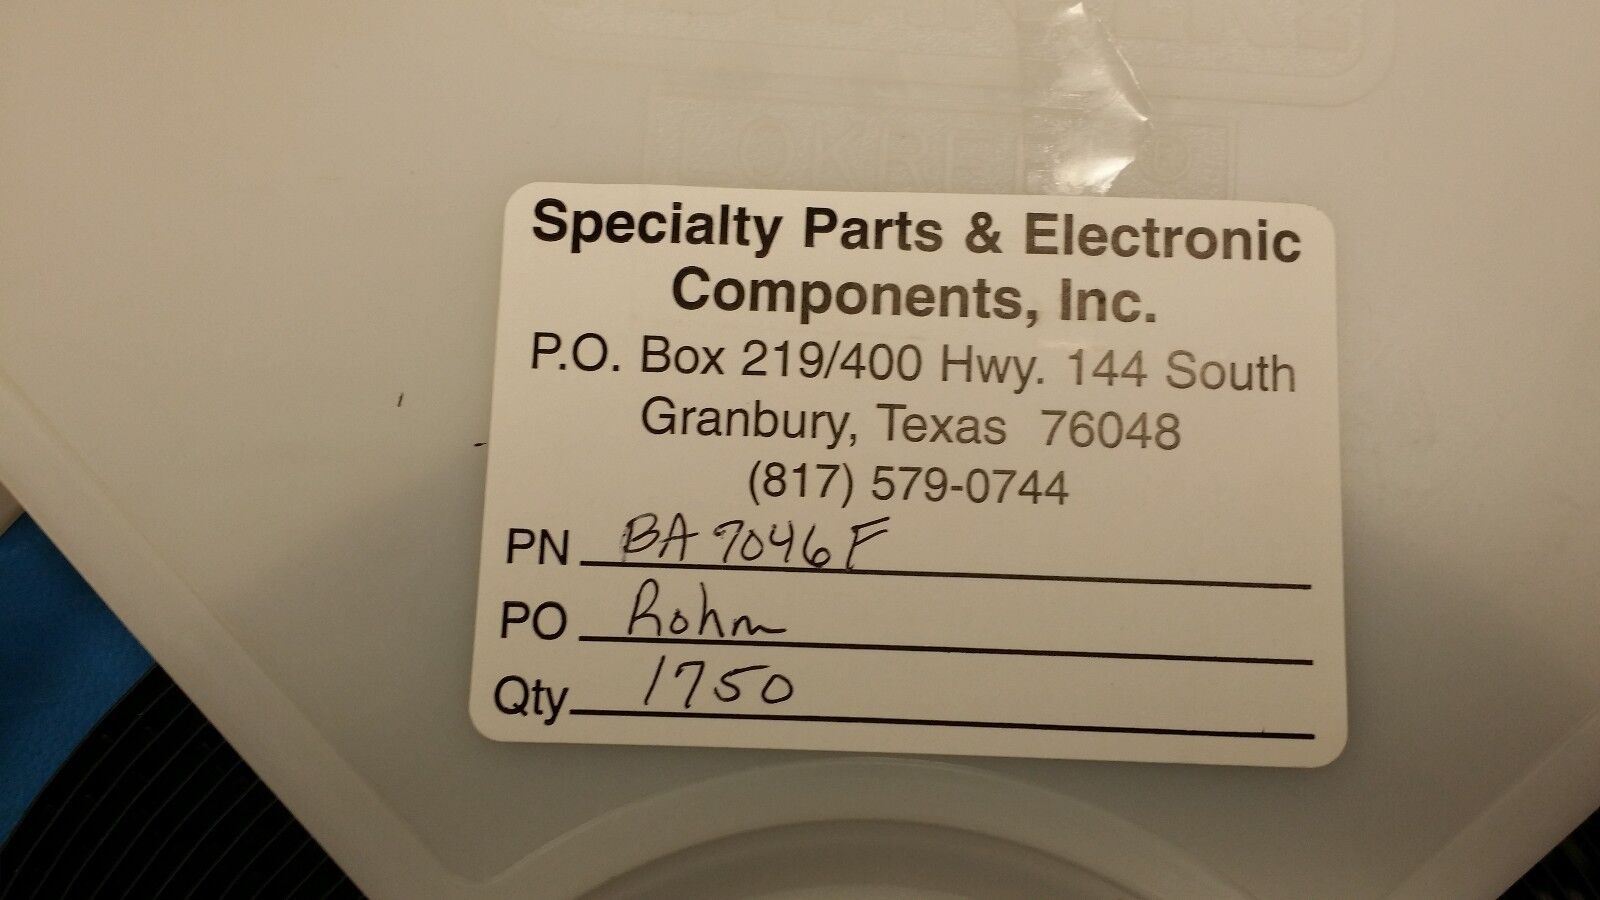 Specialty Parts & Electronic
Components, Inc.
P.O. Box 219/400 Hwy. 144 South
Granbury, Texas 76048
(817) 579-0744
PN BA7046F
PO Rohm
Qty 1750